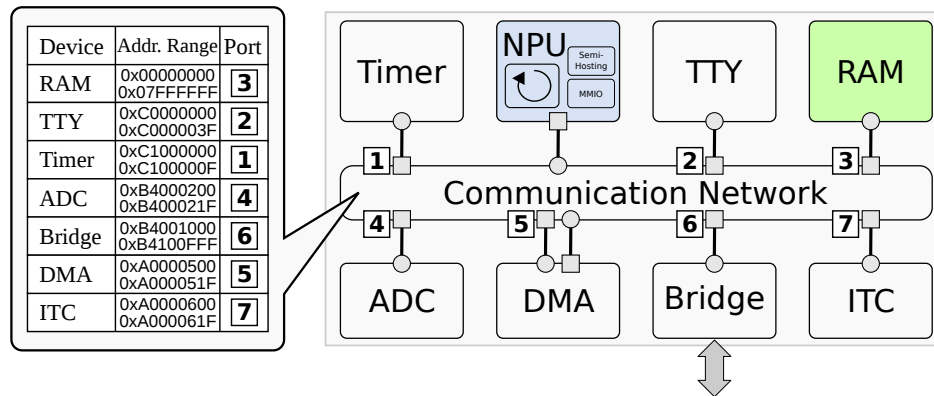 Device Addr. Range Port
RAM 0x00000000 0x07FFFFFF 3
TTY 0xC0000000 0xC000003F 2
Timer 0xC1000000 0xC100000F 1
ADC 0xB4000200 0xB400021F 4
Bridge 0xB4001000 0xB4100FFF 6
DMA 0xA0000500 0xA000051F 5
ITC 0xA0000600 0xA000061F 7
Timer
NPU
Semi-
Hosting
MMIO
TTY
RAM
1 2 3
Communication Network
4 5 6 7
ADC
DMA
Bridge
ITC